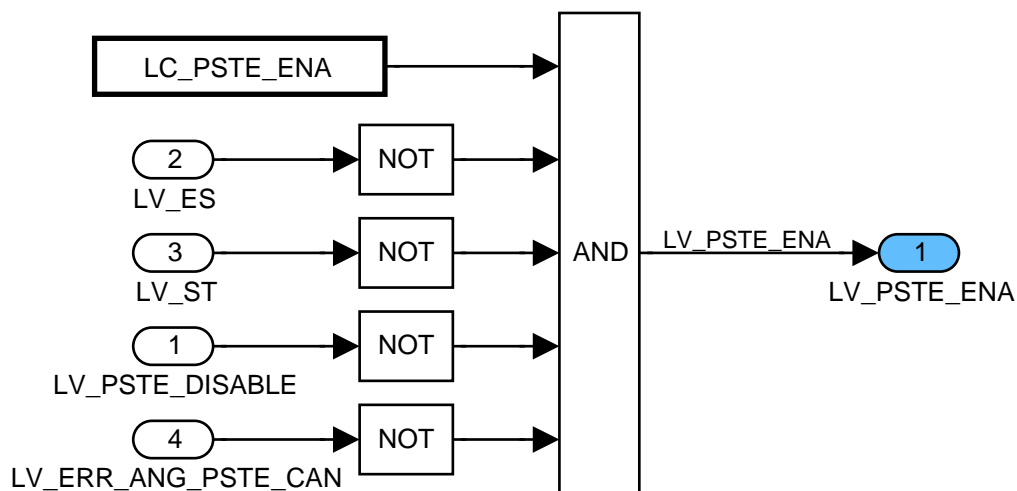 LC_PSTE_ENA
2
NOT
LV_ES
3
NOT
AND
LV_PSTE_ENA
1
LV_ST
LV_PSTE_ENA
1
NOT
LV_PSTE_DISABLE
4
NOT
LV_ERR_ANG_PSTE_CAN